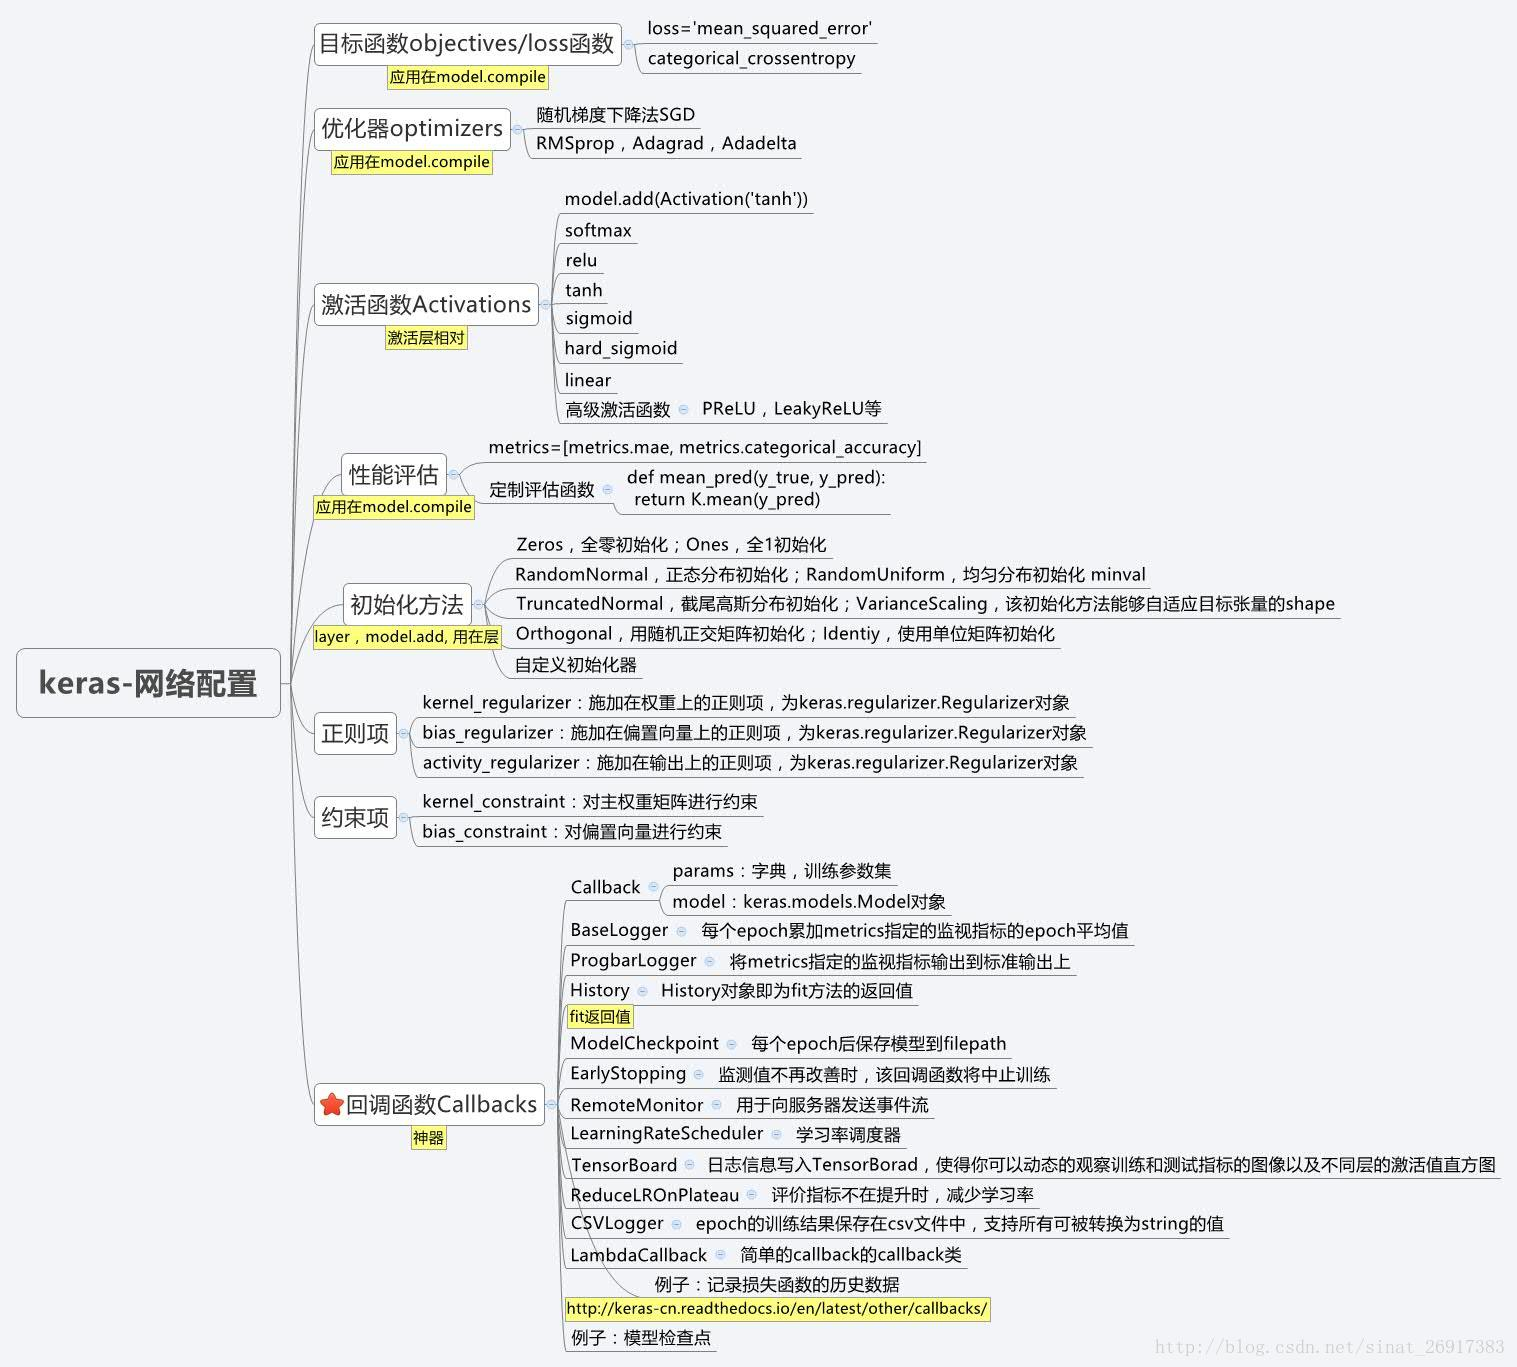 目标函数objectives/loss函数
应用在model.compile
loss='mean_squared_error'
categorical_crossentropy
优化器optimizers
应用在model.compile
随机梯度下降法SGD
RMSprop，Adagrad，Adadelta
激活函数Activations
激活层相对
model.add(Activation('tanh'))
softmax
relu
tanh
sigmoid
hard_sigmoid
linear
高级激活函数
PReLU，LeakyReLU等
性能评估
应用在model.compile
metrics=[metrics.mae, metrics.categorical_accuracy]
定制评估函数
def mean_pred(y_true, y_pred):
return K.mean(y_pred)
初始化方法
layer，model.add, 用在层
Zeros，全零初始化；Ones，全1初始化
RandomNormal，正态分布初始化；RandomUniform，均匀分布初始化 minval
TruncatedNormal，截尾高斯分布初始化；VarianceScaling，该初始化方法能够自适应目标张量的shape
Orthogonal，用随机正交矩阵初始化；Identiy，使用单位矩阵初始化
自定义初始化器
keras-网络配置
正则项
kernel_regularizer：施加在权重上的正则项，为keras.regularizer.Regularizer对象
bias_regularizer：施加在偏置向量上的正则项，为keras.regularizer.Regularizer对象
activity_regularizer：施加在输出上的正则项，为keras.regularizer.Regularizer对象
约束项
kernel_constraint：对主权重矩阵进行约束
bias_constraint：对偏置向量进行约束
回调函数Callbacks
神器
Callback
params：字典，训练参数集
model：keras.models.Model对象
BaseLogger
每个epoch累加metrics指定的监视指标的epoch平均值
ProgbarLogger
将metrics指定的监视指标输出到标准输出上
History
History对象即为fit方法的返回值
fit返回值
ModelCheckpoint
每个epoch后保存模型到filepath
EarlyStopping
监测值不再改善时，该回调函数将中止训练
RemoteMonitor
用于向服务器发送事件流
LearningRateScheduler
学习率调度器
TensorBoard
日志信息写入TensorBorad，使得你可以动态的观察训练和测试指标的图像以及不同层的激活值直方图
ReduceLROnPlateau
评价指标不在提升时，减少学习率
CSVLogger
epoch的训练结果保存在csv文件中，支持所有可被转换为string的值
LambdaCallback
简单的callback的callback类
例子：记录损失函数的历史数据
http://keras-cn.readthedocs.io/en/latest/other/callbacks/
例子：模型检查点
http://blog.csdn.net/sinat_26917383